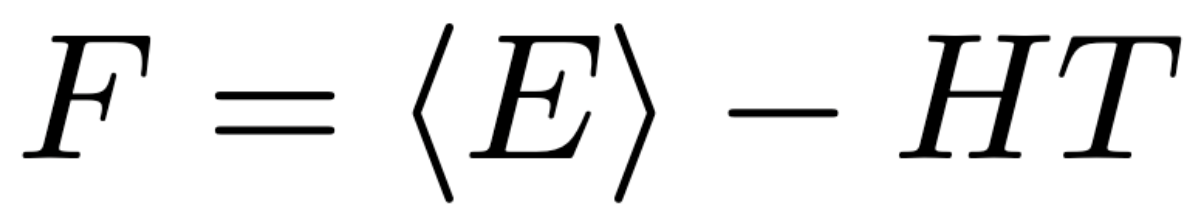 F = ⟨E⟩ − HT